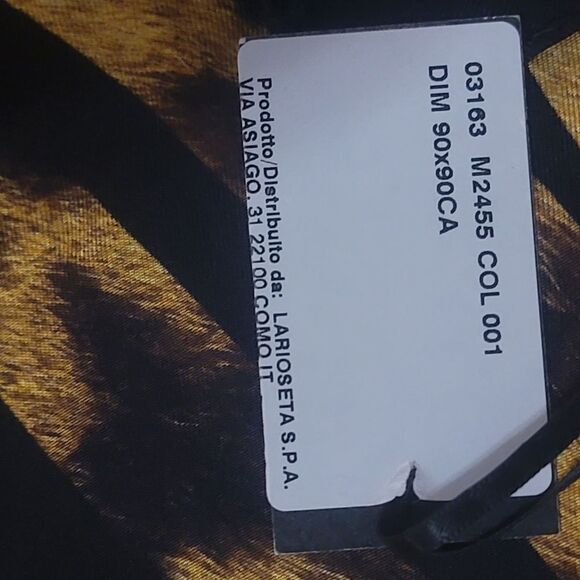 03163 M2455 COL 001
DIM 90x90CA
Prodotto/Distribuito da: LARIOSETA S.P.A.
VIA ASIAGO, 31 22100 COMO IT